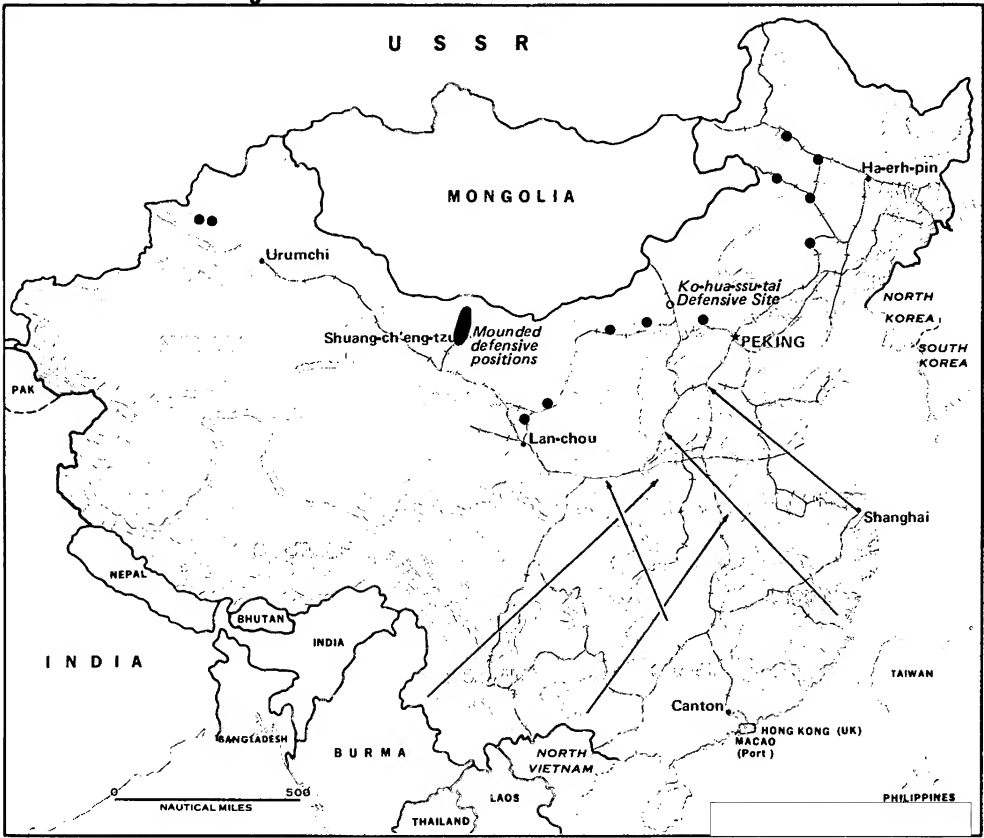 U S S R
MONGOLIA
Ha-erh-pin
Urumchi
Ko-hua-ssu-tai
Defensive Site
NORTH
KOREA
SOUTH
KOREA
Shuang-ch'eng-tzu
Mounded
defensive
positions
PEKING
PAK
Lan-chou
Shanghai
NEPAL
BHUTAN
INDIA
INDIA
TAIWAN
Canton
HONG KONG (UK)
MACAO
(Port)
BANGLADESH
BURMA
NORTH
VIETNAM
LAOS
THAILAND
PHILIPPINES
0 500
NAUTICAL MILES